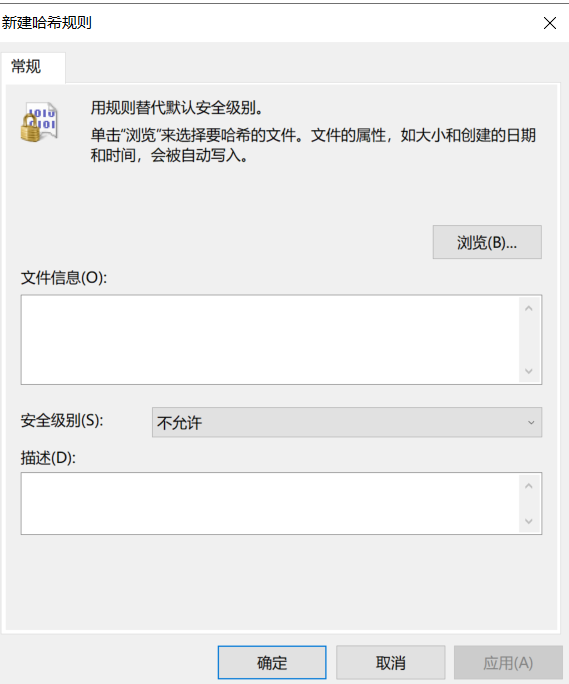 新建哈希规则
常规
1010
0101
用规则替代默认安全级别。
单击“浏览”来选择要哈希的文件。文件的属性，如大小和创建的日期
和时间，会被自动写入。
浏览(B)...
文件信息(O):
安全级别(S):
不允许
描述(D):
确定
取消
应用(A)